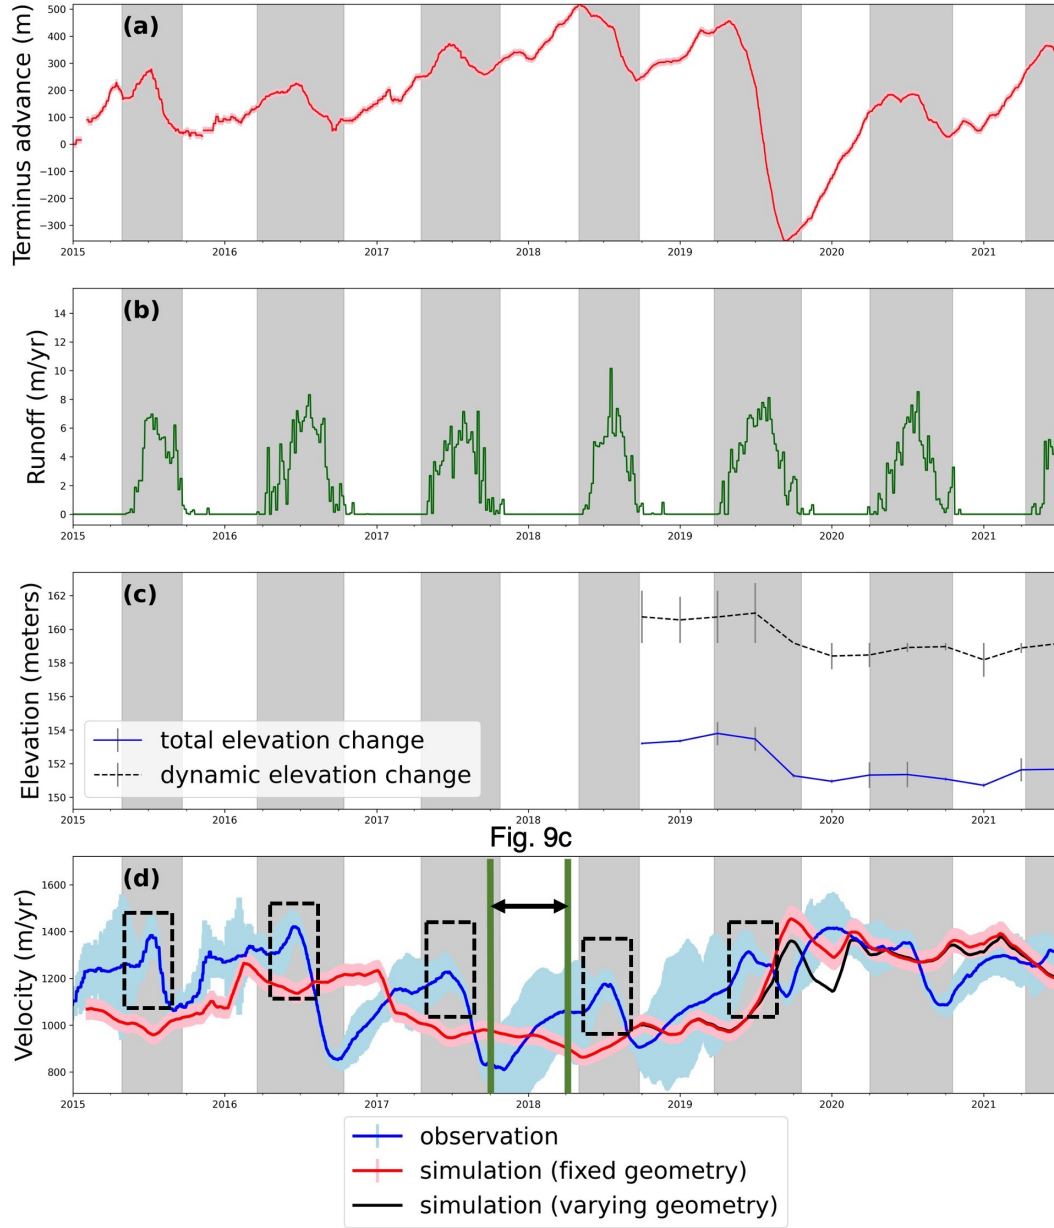 (a)
Terminus advance (m)
500
400
300
200
100
0
−100
−200
−300
2015 2016 2017 2018 2019 2020 2021
(b)
Runoff (m/yr)
14
12
10
8
6
4
2
0
2015 2016 2017 2018 2019 2020 2021
(c)
Elevation (meters)
162
160
158
156
154
152
150
total elevation change
dynamic elevation change
2015 2016 2017 2018 2019 2020 2021
Fig. 9c
(d)
Velocity (m/yr)
1600
1400
1200
1000
800
2015 2016 2017 2018 2019 2020 2021
observation
simulation (fixed geometry)
simulation (varying geometry)